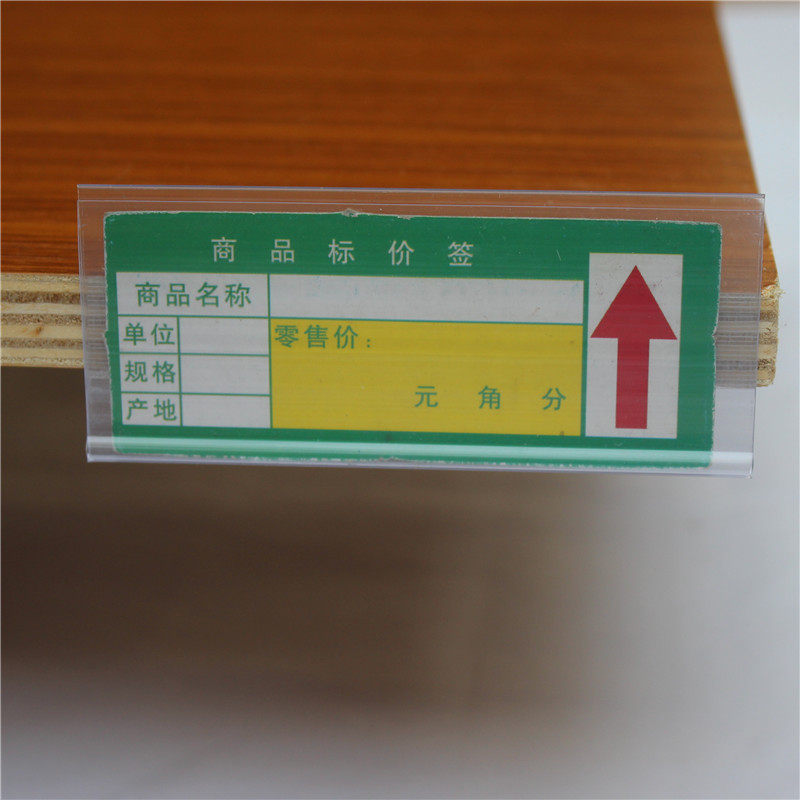 商品标价签
商品名称
单位
零售价：
规格
元 角 分
产地